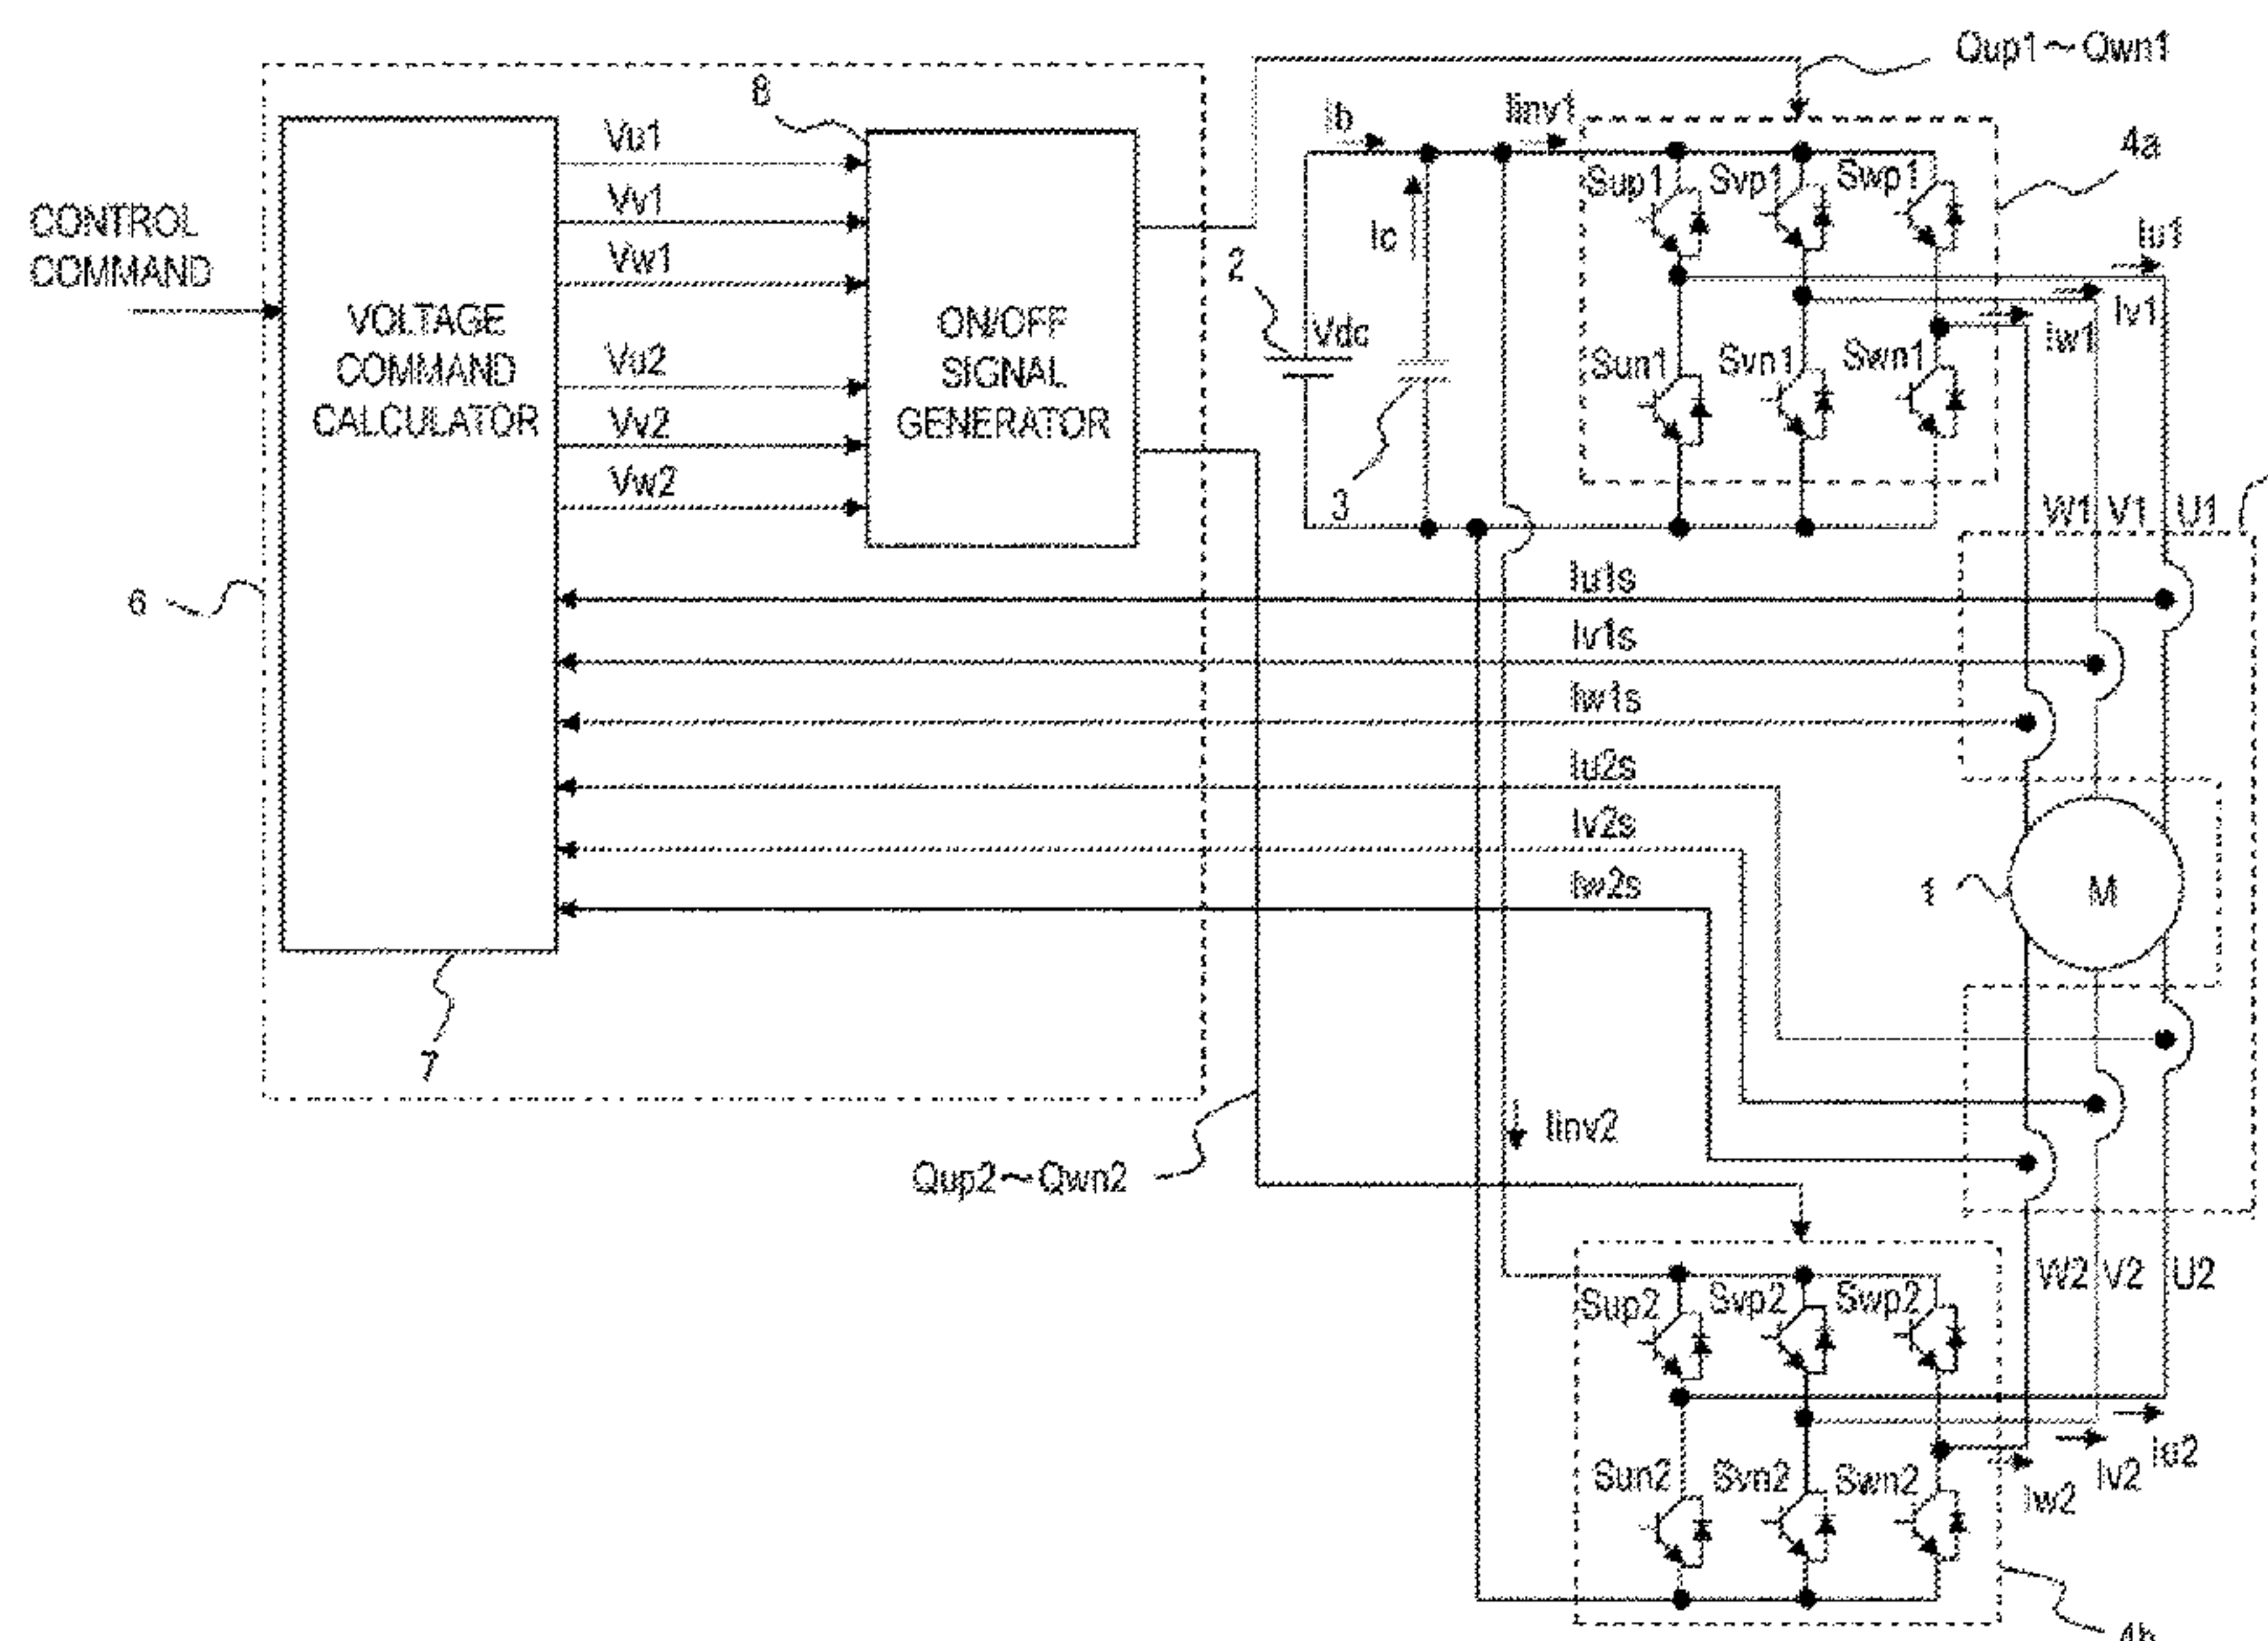 Qup1~Qwn1
8
Ib
Iinv1
Vu1
4a
Sup1
Svp1
Swp1
Vv1
CONTROL
COMMAND
Ic
Iu1
Vw1
2
Iv1
VOLTAGE
COMMAND
CALCULATOR
ON/OFF
SIGNAL
GENERATOR
Vdc
Iw1
Vu2
Sun1
Svn1
Swn1
Vv2
Vw2
3
W1
V1
U1
Iu1s
6
Iv1s
Iw1s
Iu2s
Iv2s
Iw2s
1
M
7
Iinv2
Qup2~Qwn2
W2
V2
U2
Sup2
Svp2
Swp2
Iu2
Sun2
Svn2
Swn2
Iv2
Iw2
4b